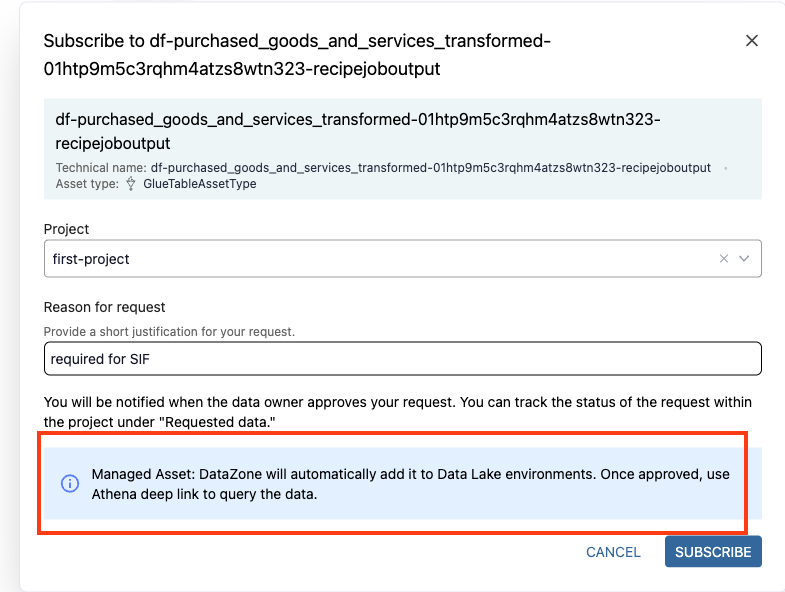 Subscribe to df-purchased_goods_and_services_transformed-
01htp9m5c3rqhm4atzs8wtn323-recipejoboutput
df-purchased_goods_and_services_transformed-01htp9m5c3rqhm4atzs8wtn323-
recipejoboutput
Technical name: df-purchased_goods_and_services_transformed-01htp9m5c3rqhm4atzs8wtn323-recipejoboutput
Asset type: GlueTableAssetType
Project
first-project
Reason for request
Provide a short justification for your request.
required for SIF
You will be notified when the data owner approves your request. You can track the status of the request within
the project under "Requested data."
Managed Asset: DataZone will automatically add it to Data Lake environments. Once approved, use
Athena deep link to query the data.
CANCEL SUBSCRIBE